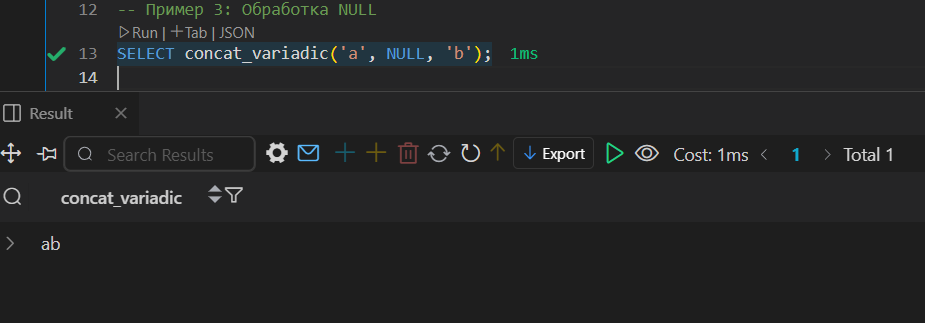 12 -- Пример 3: Обработка NULL
Run | +Tab | JSON
13 SELECT concat_variadic('a', NULL, 'b'); 1ms
14
Result
Search Results Export Cost: 1ms 1 Total 1
concat_variadic
ab